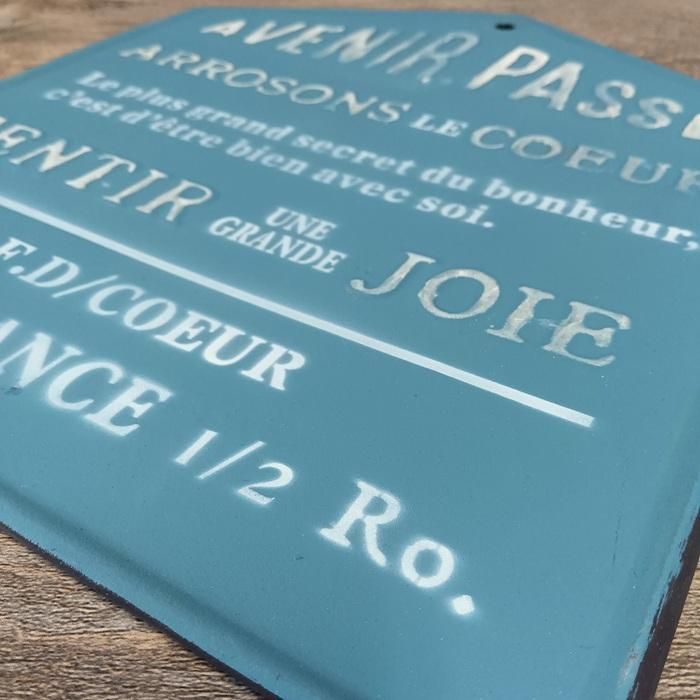 AVENIR PASSE
ARROSONS LE COEUR
Le plus grand secret du bonheur,
c'est d'être bien avec soi.
ENTIR UNE GRANDE JOIE
F.D/COEUR
ANCE 1/2 Ro.